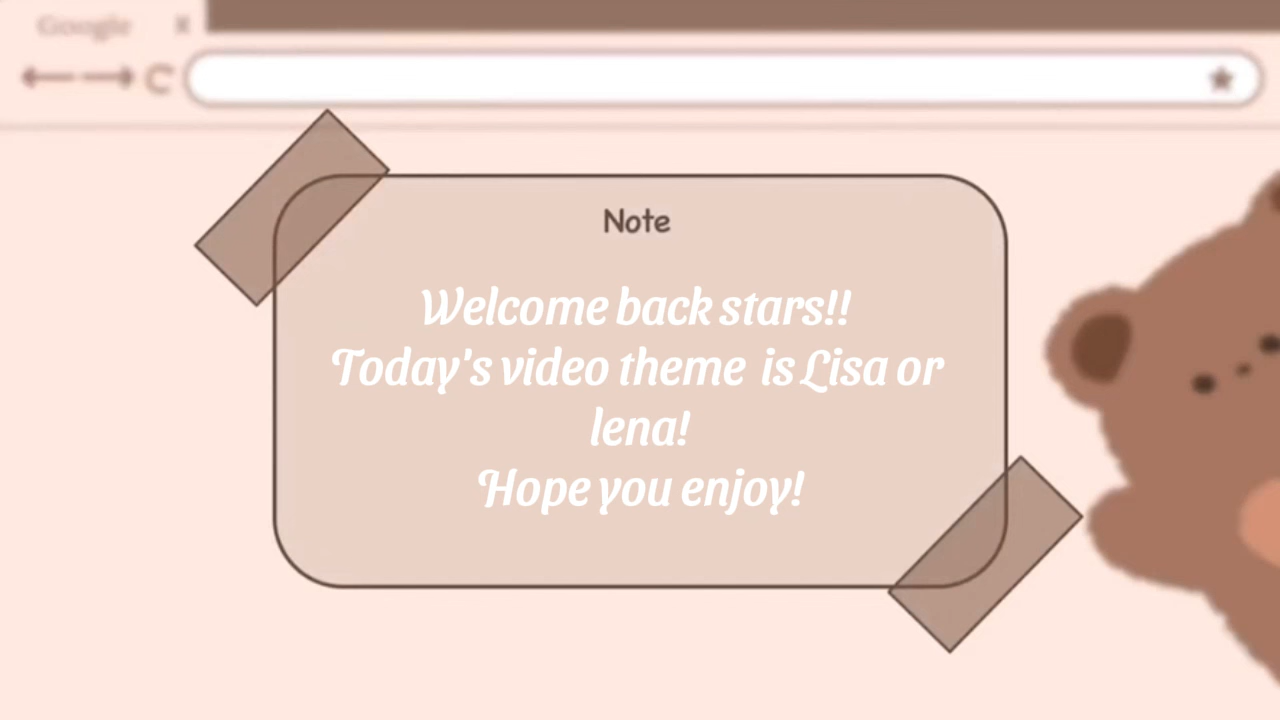 Google X
Note
Welcome back stars!!
Today's video theme is Lisa or
lena!
Hope you enjoy!